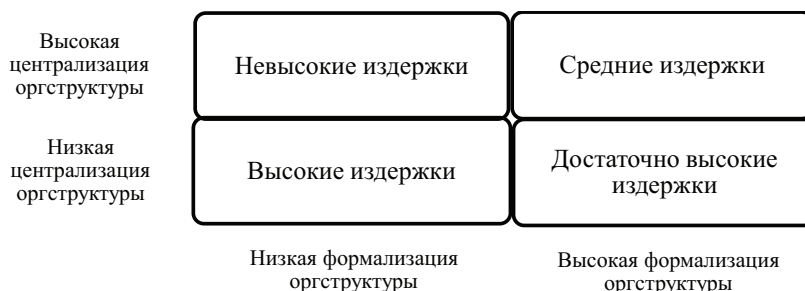 Высокая
централизация
оргструктуры
Невысокие издержки
Средние издержки
Низкая
централизация
оргструктуры
Высокие издержки
Достаточно высокие
издержки
Низкая формализация
оргструктуры
Высокая формализация
оргструктуры